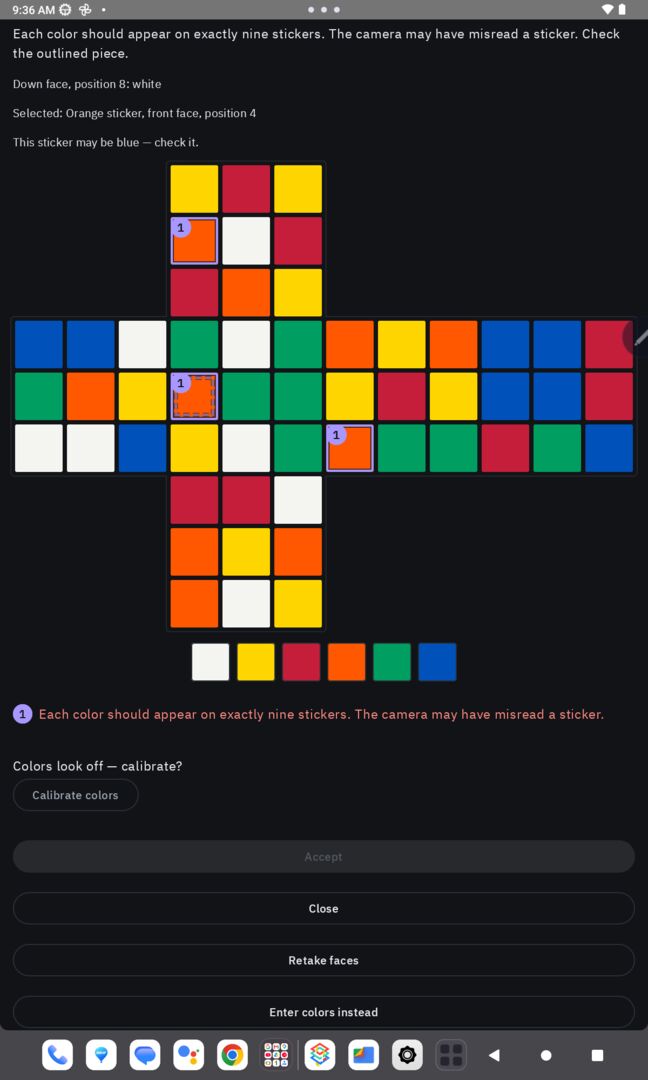 9:36 AM
Each color should appear on exactly nine stickers. The camera may have misread a sticker. Check
the outlined piece.
Down face, position 8: white
Selected: Orange sticker, front face, position 4
This sticker may be blue — check it.
1
1
1
1 Each color should appear on exactly nine stickers. The camera may have misread a sticker.
Colors look off — calibrate?
Calibrate colors
Accept
Close
Retake faces
Enter colors instead